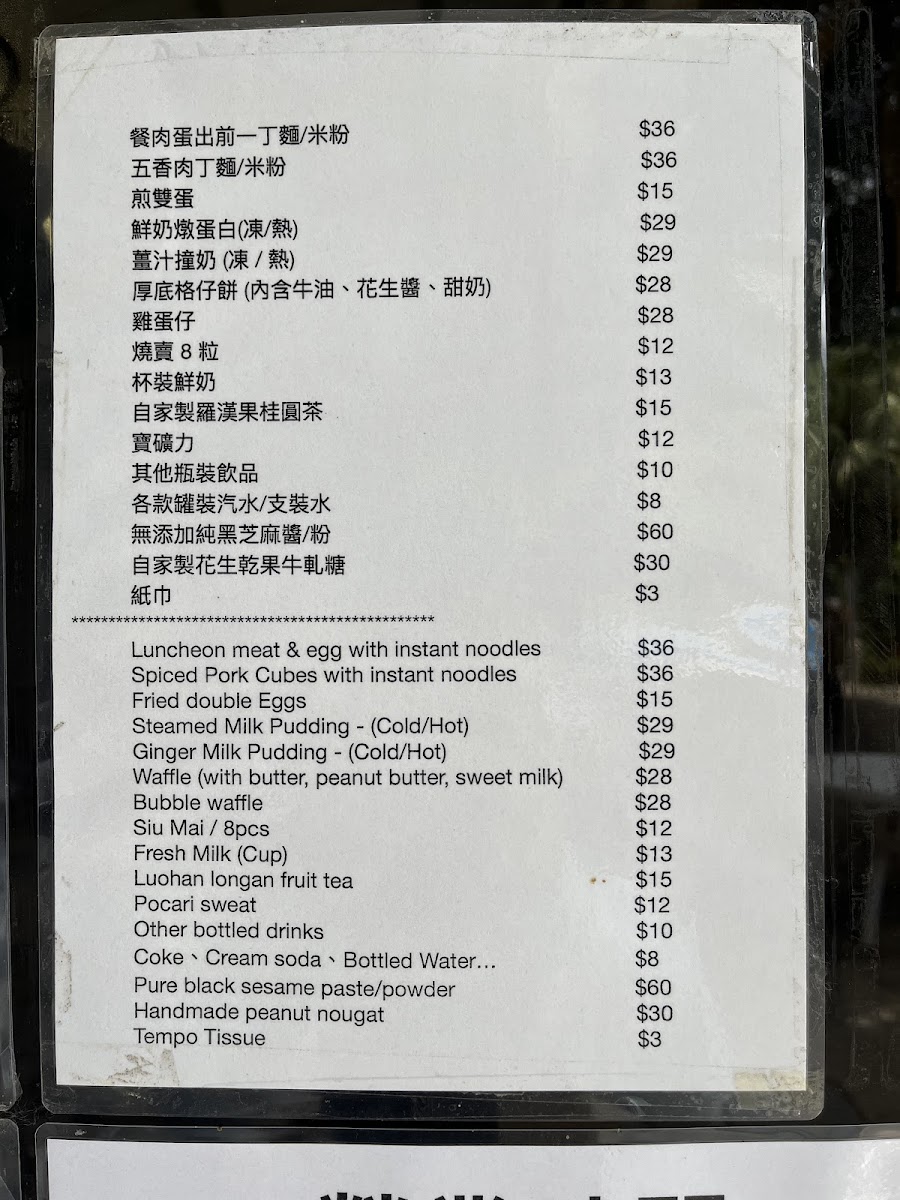 餐肉蛋出前一丁麵/米粉 $36
五香肉丁麵/米粉 $36
煎雙蛋 $15
鮮奶燉蛋白(凍/熱) $29
薑汁撞奶 (凍 / 熱) $29
厚底格仔餅 (內含牛油、花生醬、甜奶) $28
雞蛋仔 $28
燒賣 8 粒 $12
杯裝鮮奶 $13
自家製羅漢果桂圓茶 $15
寶礦力 $12
其他瓶裝飲品 $10
各款罐裝汽水/支裝水 $8
無添加純黑芝麻醬/粉 $60
自家製花生乾果牛軋糖 $30
紙巾 $3
************************************************
Luncheon meat & egg with instant noodles $36
Spiced Pork Cubes with instant noodles $36
Fried double Eggs $15
Steamed Milk Pudding - (Cold/Hot) $29
Ginger Milk Pudding - (Cold/Hot) $29
Waffle (with butter, peanut butter, sweet milk) $28
Bubble waffle $28
Siu Mai / 8pcs $12
Fresh Milk (Cup) $13
Luohan longan fruit tea $15
Pocari sweat $12
Other bottled drinks $10
Coke、Cream soda、Bottled Water... $8
Pure black sesame paste/powder $60
Handmade peanut nougat $30
Tempo Tissue $3